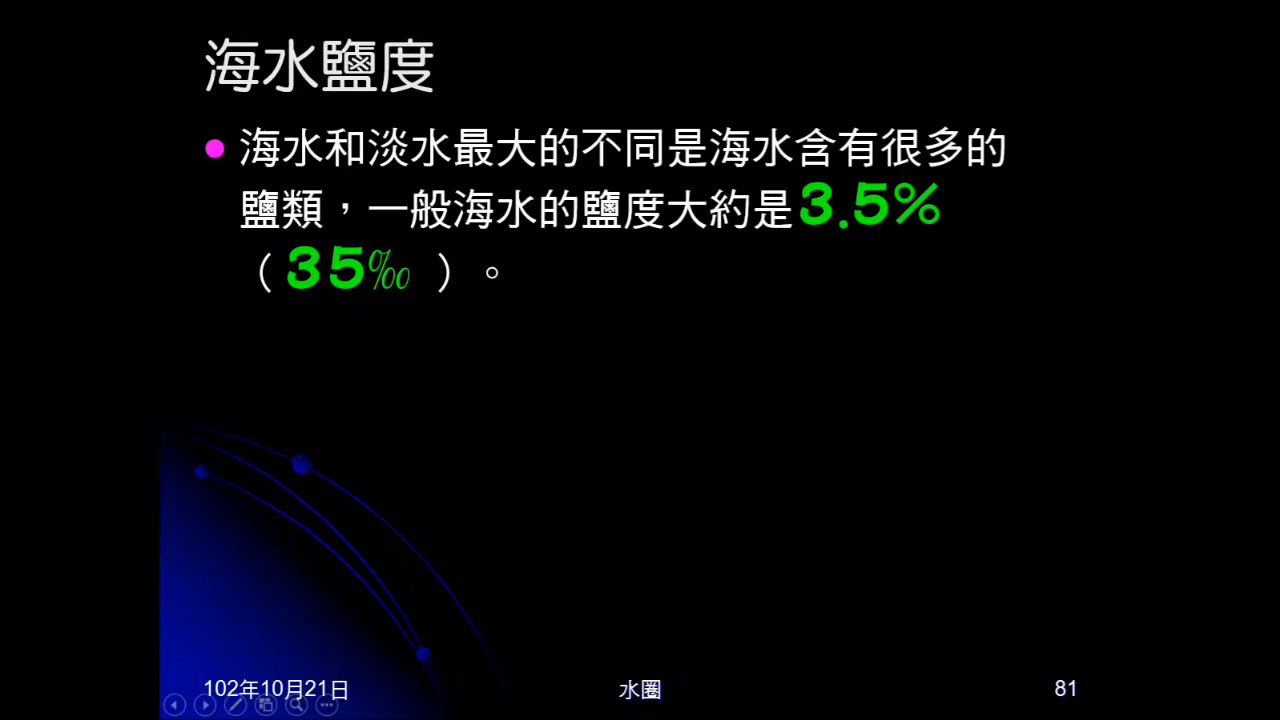 海水鹽度
海水和淡水最大的不同是海水含有很多的
鹽類，一般海水的鹽度大約是3.5%
（35‰ ）。
102年10月21日
水圈
81